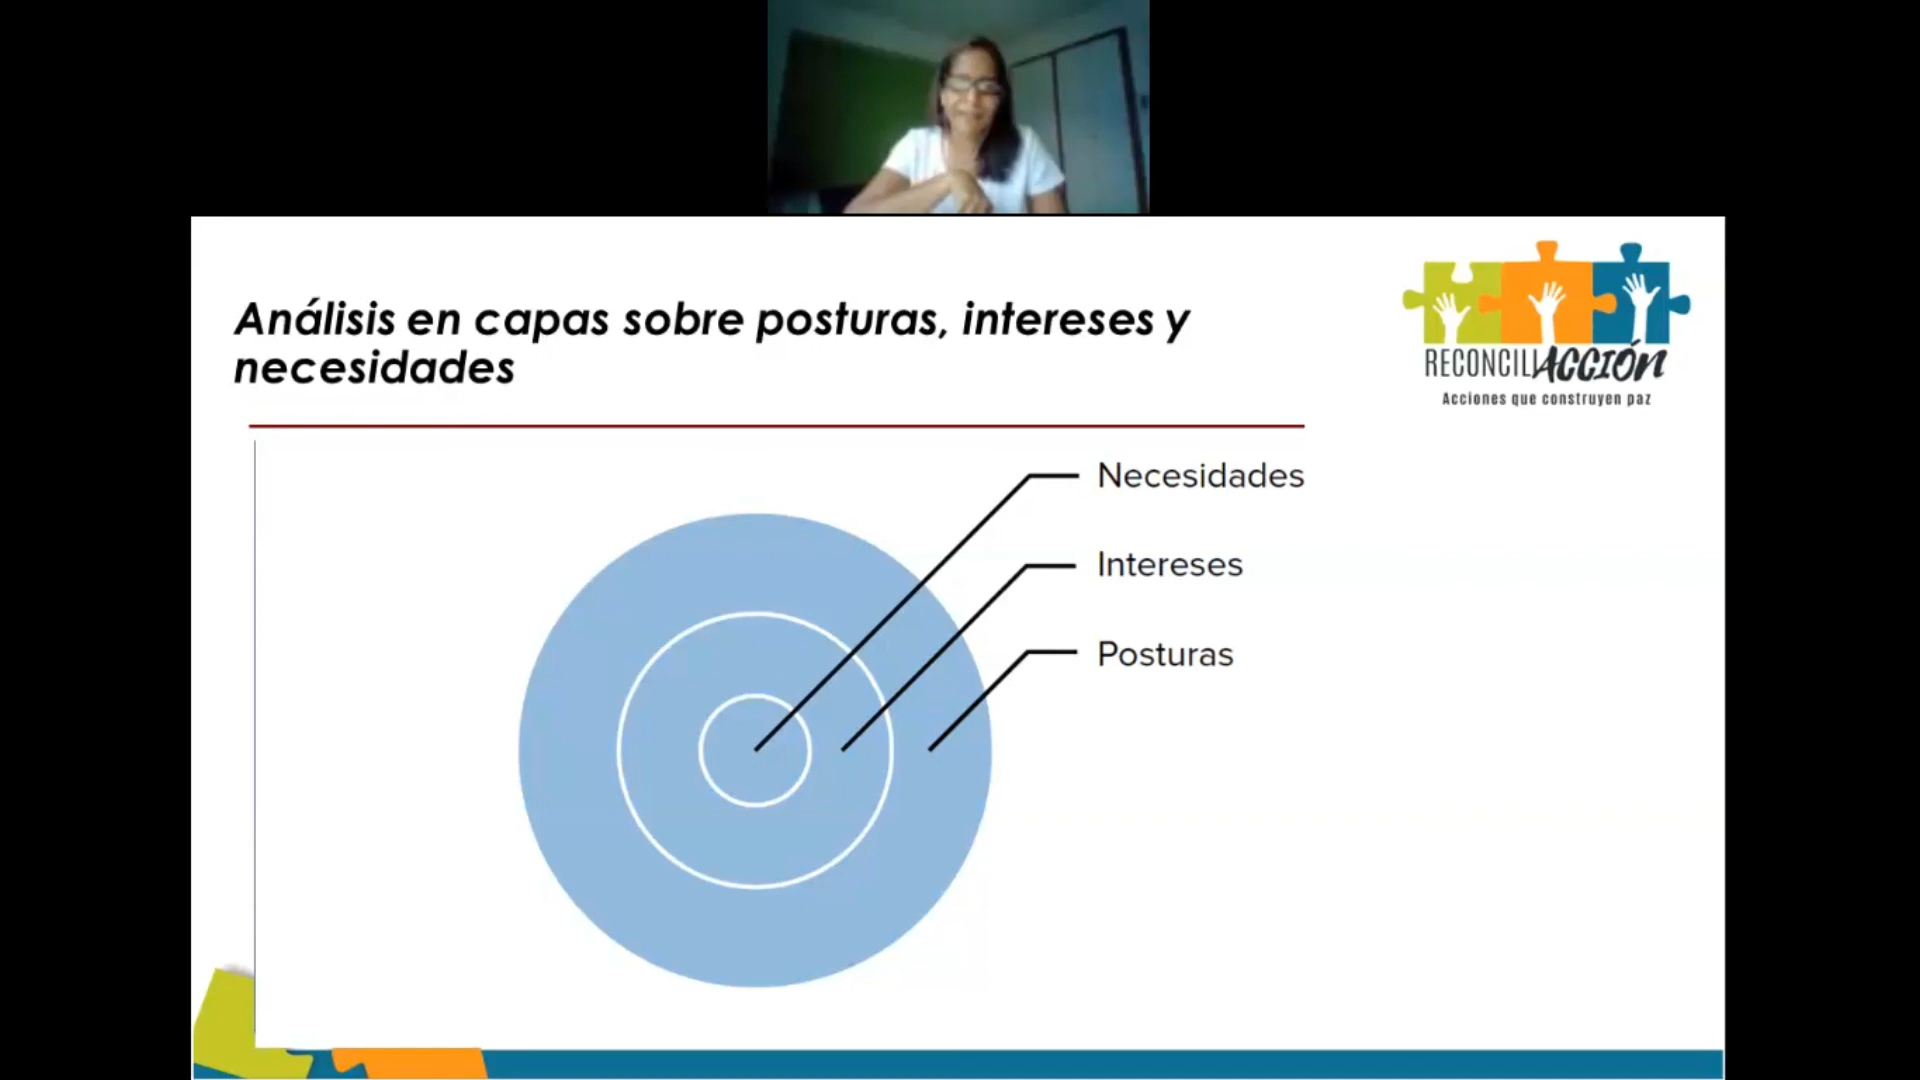 Análisis en capas sobre posturas, intereses y
necesidades
RECONCILIACCIÓN
Acciones que construyen paz
Necesidades
Intereses
Posturas